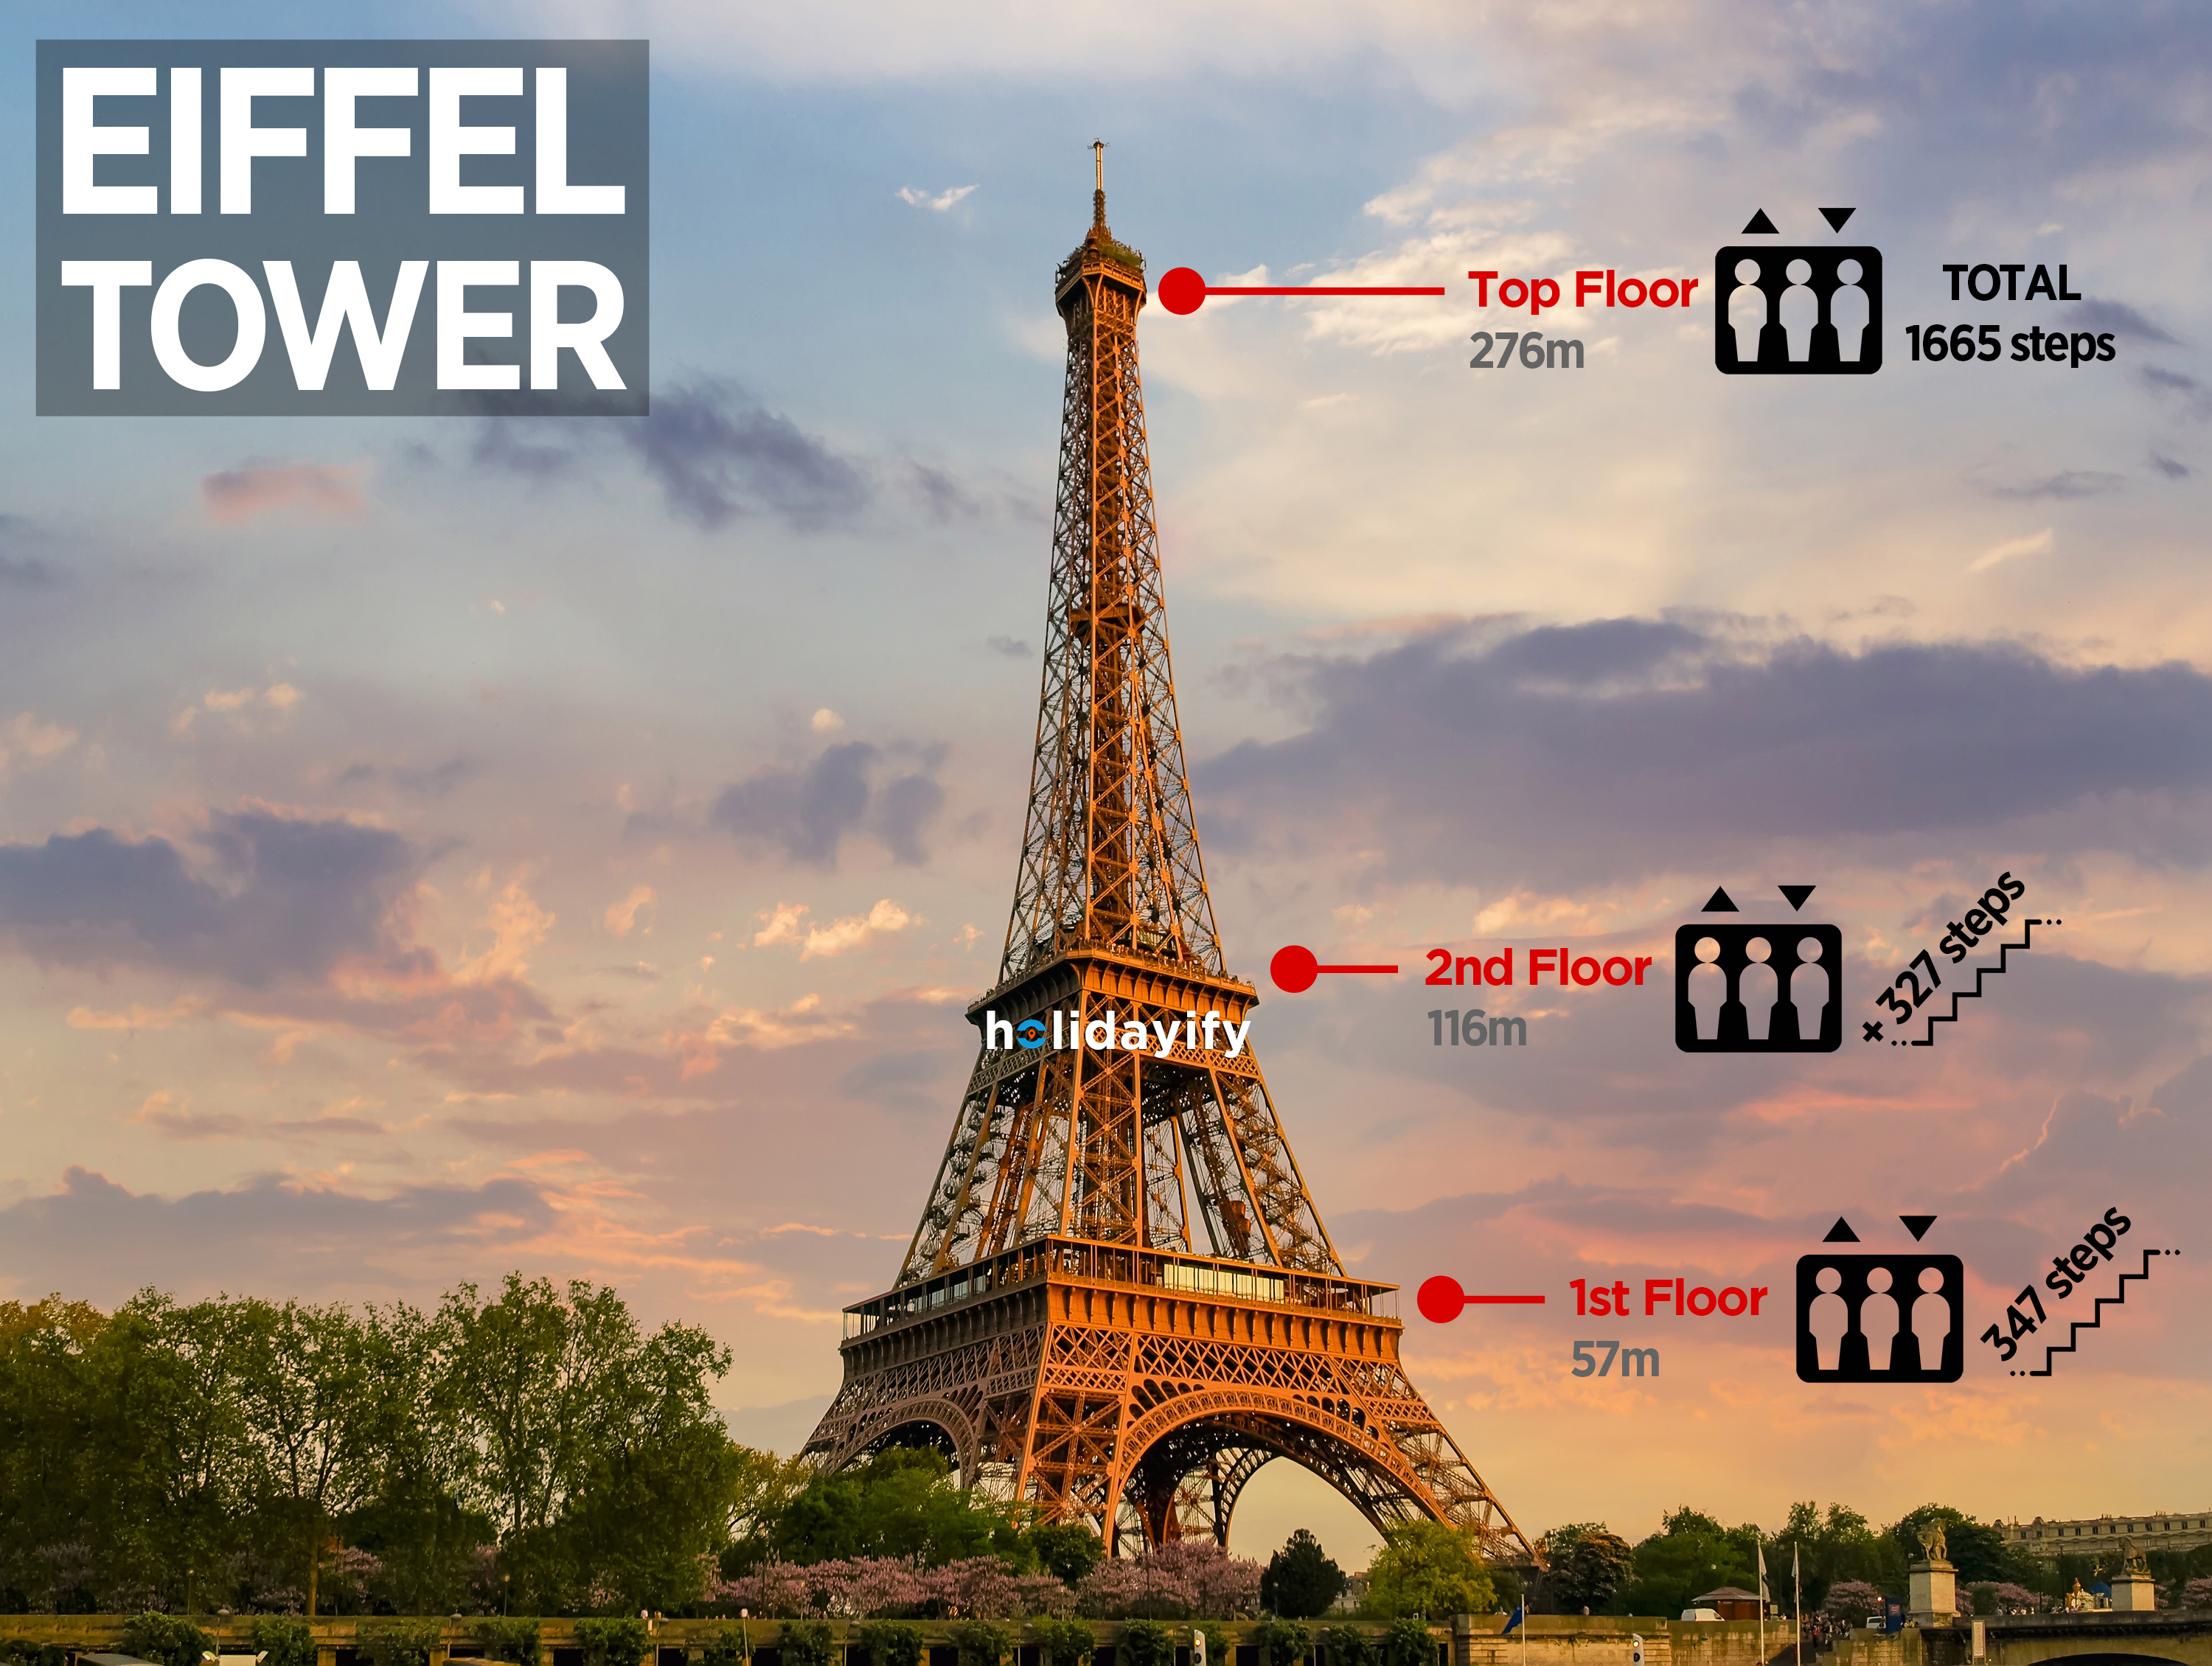 EIFFEL
TOWER
Top Floor
276m
TOTAL
1665 steps
2nd Floor
116m
+ 327 steps
holidayify
1st Floor
57m
347 steps